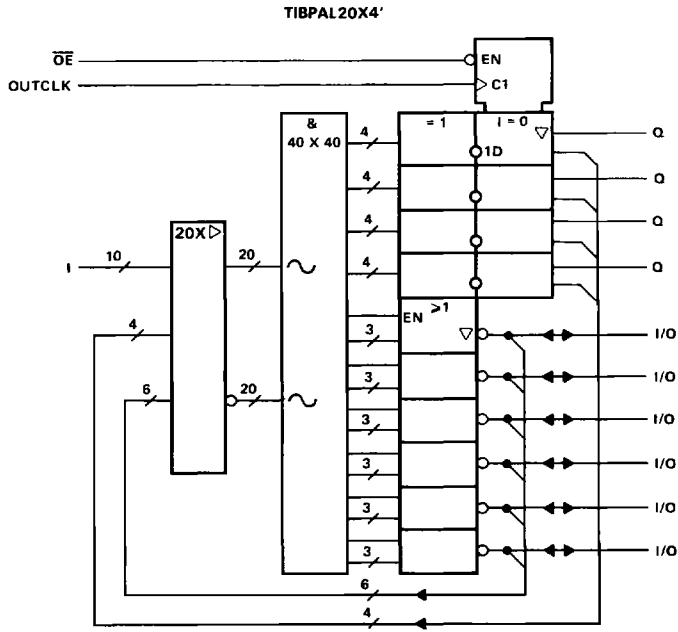 TIBPAL20X4'
OE
EN
OUTCLK
C1
&
40 X 40
= 1
I = 0
1D
4
4
4
4
Q
Q
Q
Q
20X
I
10
20
4
6
20
EN
≥1
3
3
3
3
3
3
I/O
I/O
I/O
I/O
I/O
I/O
6
4